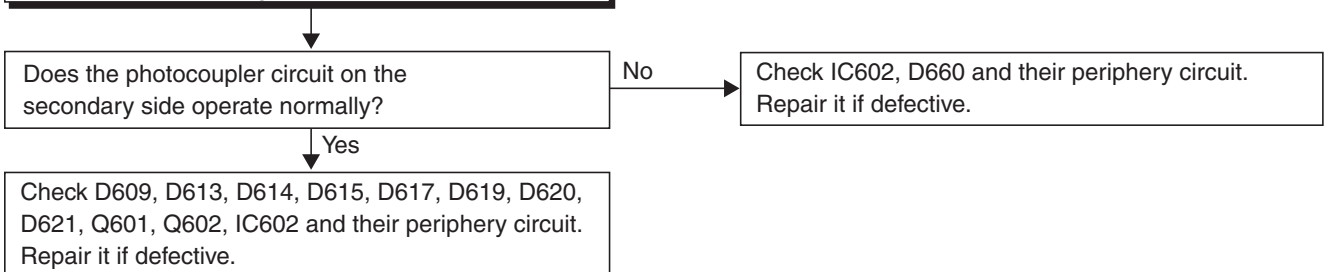 Does the photocoupler circuit on the
secondary side operate normally?
No
Check IC602, D660 and their periphery circuit.
Repair it if defective.
Yes
Check D609, D613, D614, D615, D617, D619, D620,
D621, Q601, Q602, IC602 and their periphery circuit.
Repair it if defective.